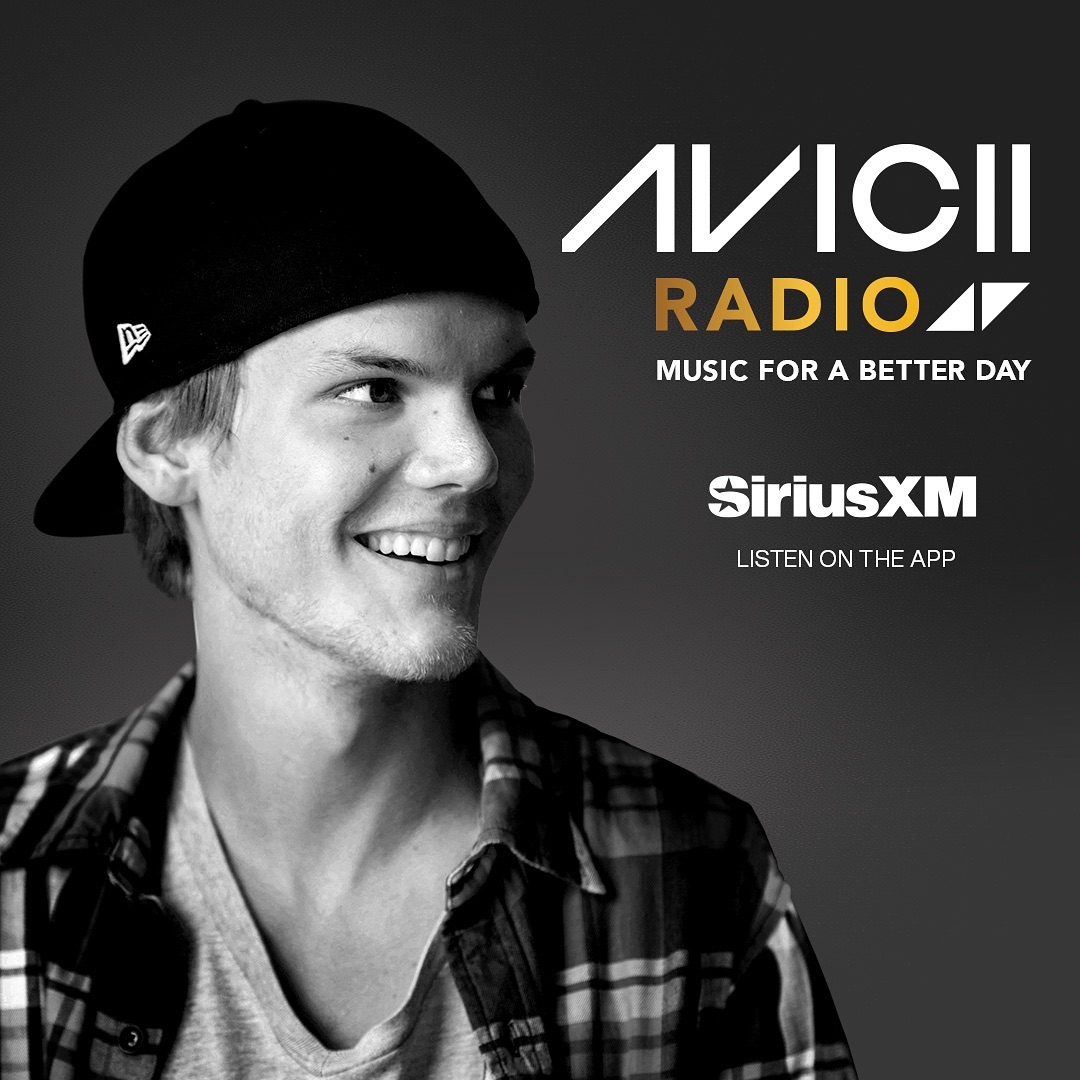 AVICII
RADIO
MUSIC FOR A BETTER DAY
SiriusXM
LISTEN ON THE APP